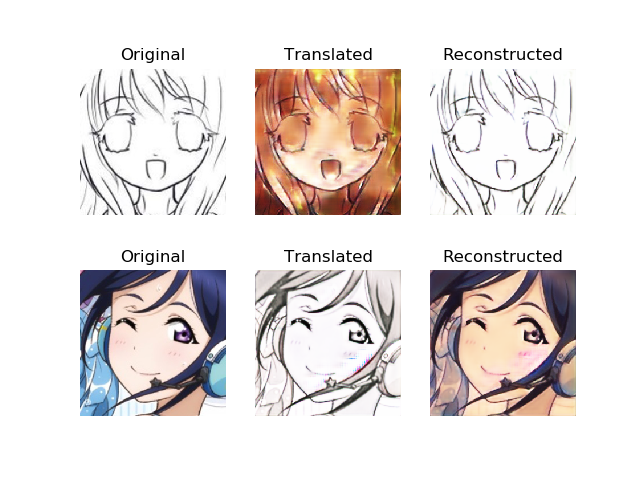 Original
Translated
Reconstructed
Original
Translated
Reconstructed